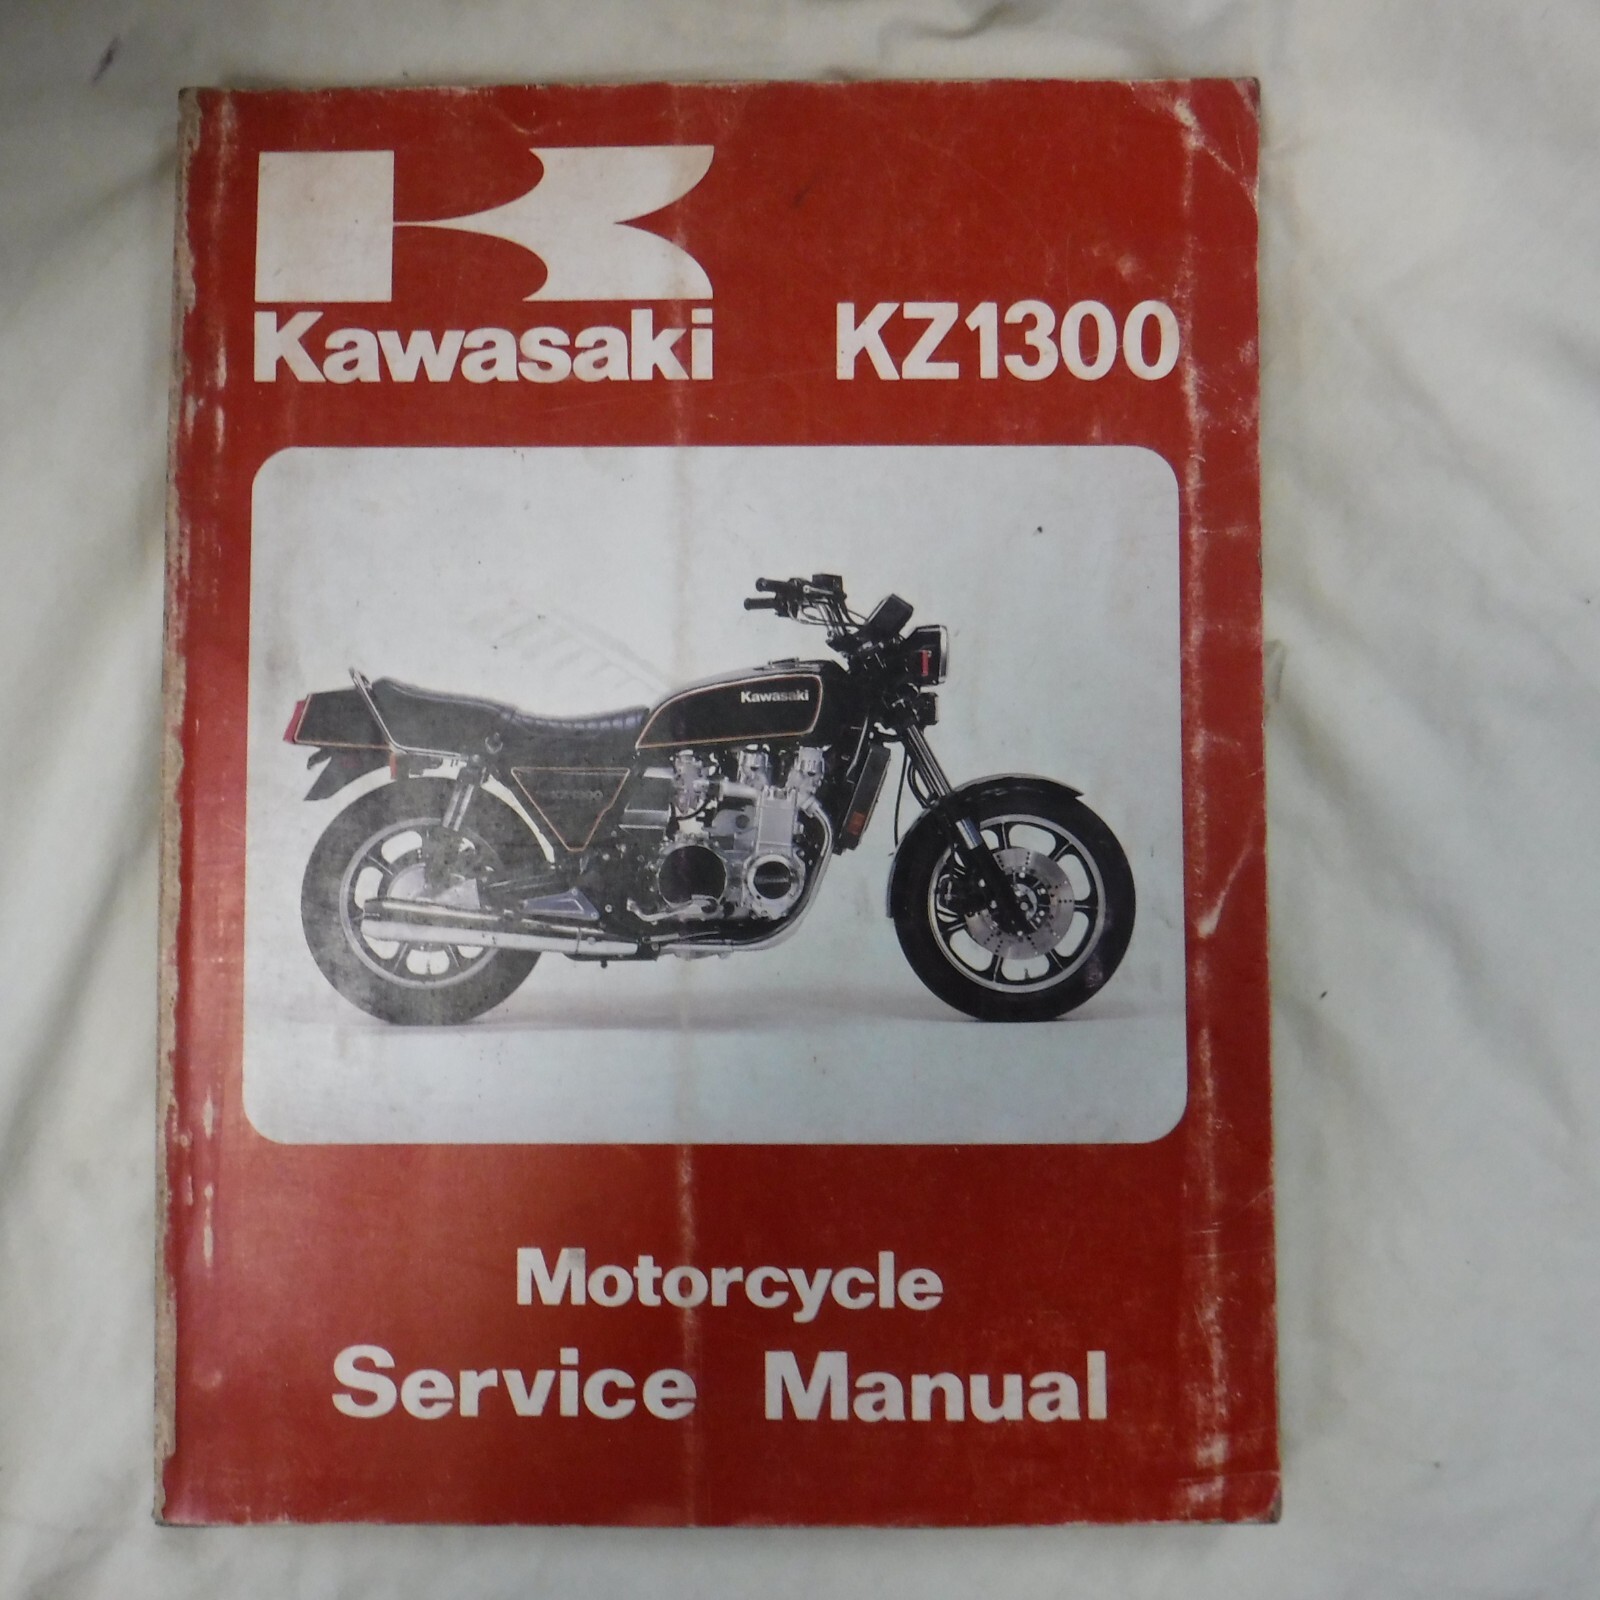 Kawasaki KZ1300
Kawasaki
Motorcycle
Service Manual